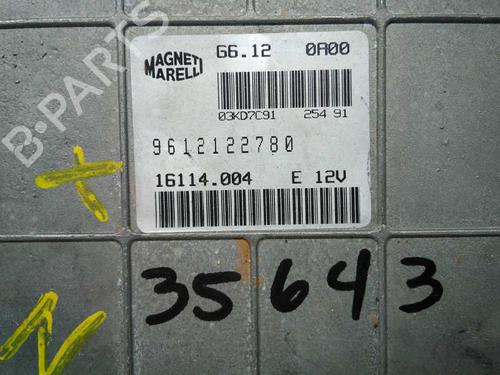 MAGNETI MARELLI
G6.12 0A00
03KD7C91 254 91
9612122780
16114.004 E 12V
35643
B-PARTS